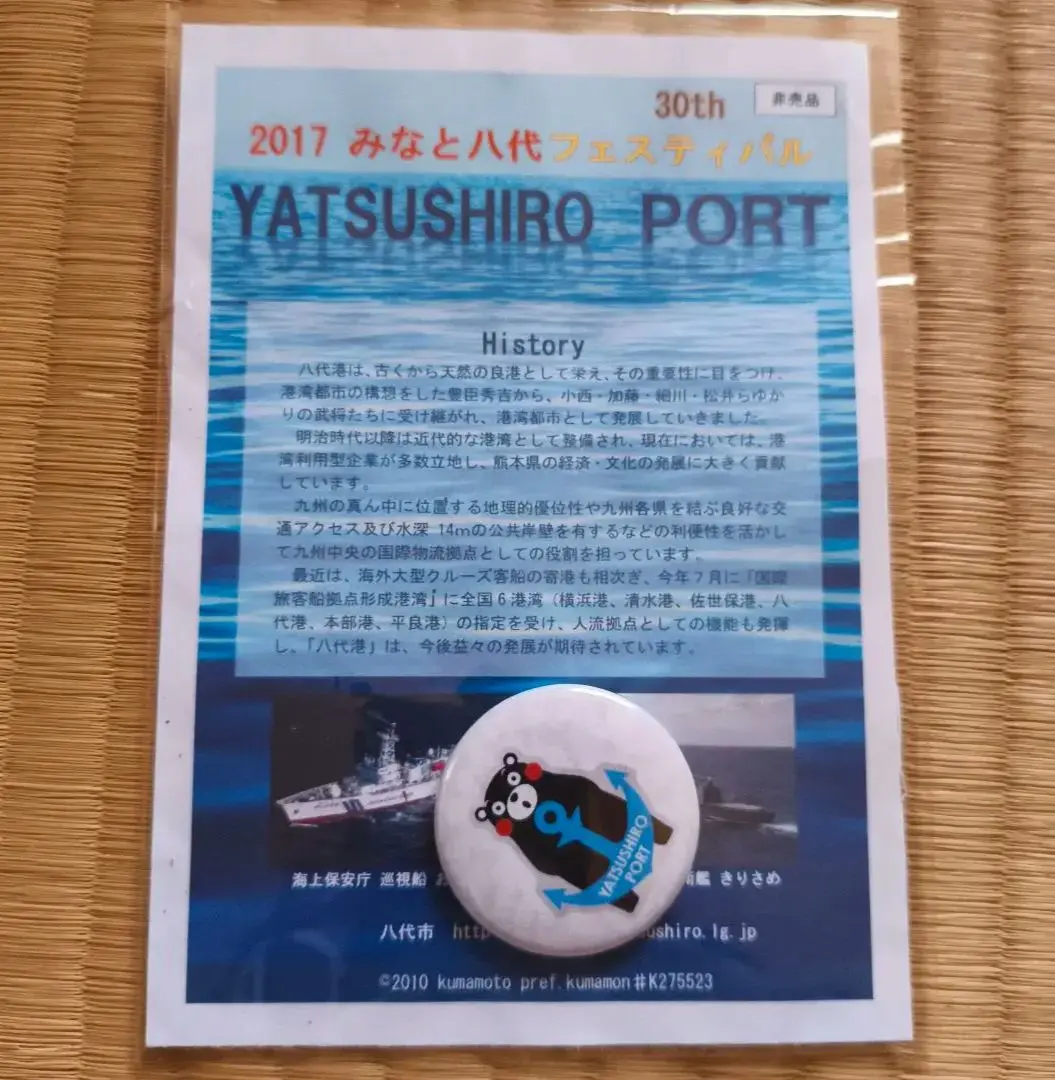 30th 非売品
2017 みなと八代フェスティバル
YATSUSHIRO PORT
History
八代港は、古くから天然の良港として栄え、その重要性に目をつけ、
港湾都市の構想をした豊臣秀吉から、小西・加藤・細川・松井らゆか
りの武将たちに受け継がれ、港湾都市として発展していきました。
明治時代以降は近代的な港湾として整備され、現在においては、港
湾利用型企業が多数立地し、熊本県の経済・文化の発展に大きく貢献
しています。
九州の真ん中に位置する地理的優位性や九州各県を結ぶ良好な交
通アクセス及び水深 14mの公共岸壁を有するなどの利便性を活かし
て九州中央の国際物流拠点としての役割を担っています。
最近は、海外大型クルーズ客船の寄港も相次ぎ、今年7月に「国際
旅客船拠点形成港湾」に全国6港湾（横浜港、清水港、佐世保港、八
代港、本部港、平良港）の指定を受け、人流拠点としての機能も発揮
し、「八代港」は、今後益々の発展が期待されています。
YATSUSHIRO
PORT
海上保安庁 巡視船 艦 きりさめ
八代市 http ushiro.lg.jp
©2010 kumamoto pref.kumamon#K275523